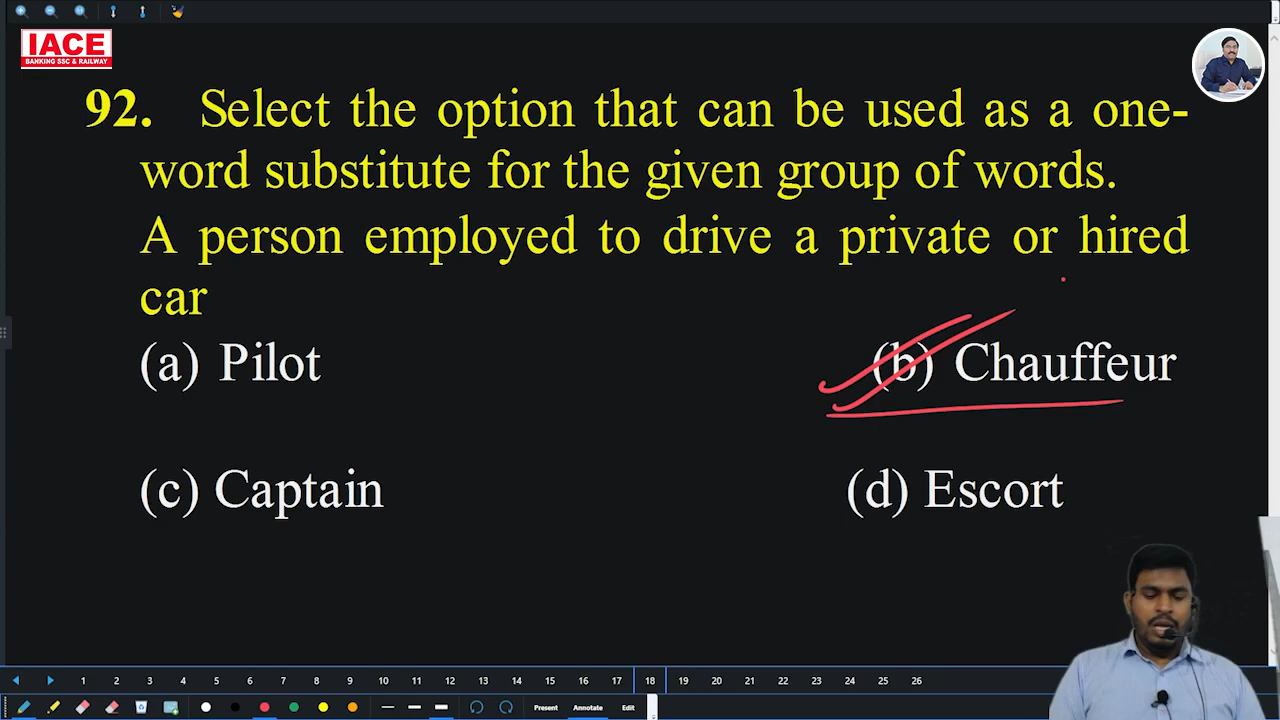 IACE
BANKING SSC & RAILWAY
92. Select the option that can be used as a one-
word substitute for the given group of words.
A person employed to drive a private or hired
car
(a) Pilot
(b) Chauffeur
(c) Captain
(d) Escort
1 2 3 4 5 6 7 8 9 10 11 12 13 14 15 16 17 18 19 20 21 22 23 24 25 26
Present Annotate Edit